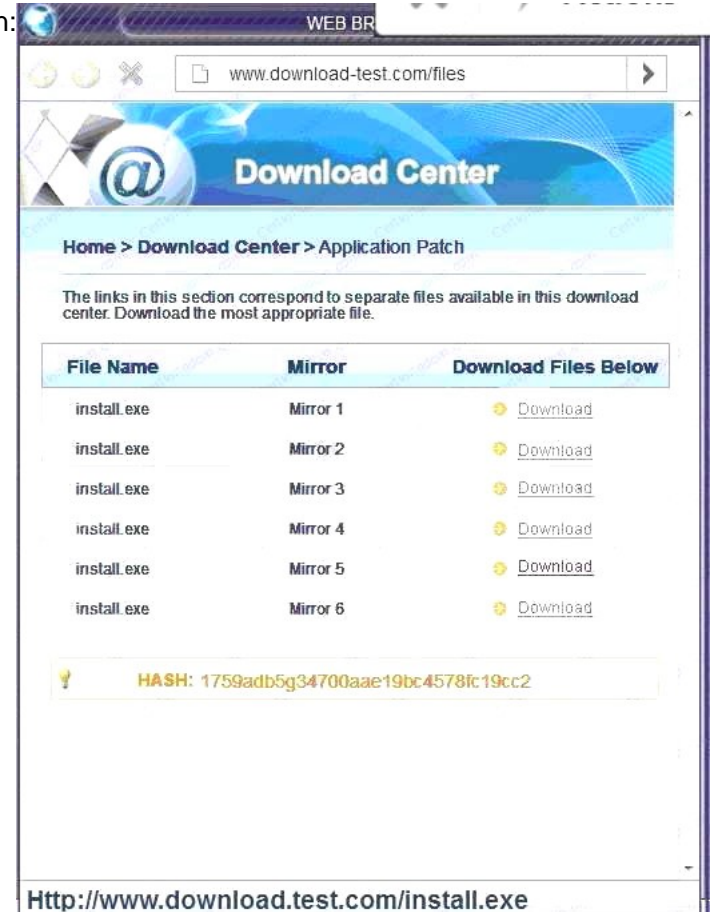 n:
WEB BR
www.download-test.com/files
Download Center
Home > Download Center > Application Patch
The links in this section correspond to separate files available in this download
center. Download the most appropriate file.
File Name Mirror Download Files Below
install.exe Mirror 1 Download
install.exe Mirror 2 Download
install.exe Mirror 3 Download
install.exe Mirror 4 Download
install.exe Mirror 5 Download
install.exe Mirror 6 Download
HASH: 1759adb5g34700aae19bc4578fc19cc2
Http://www.download.test.com/install.exe